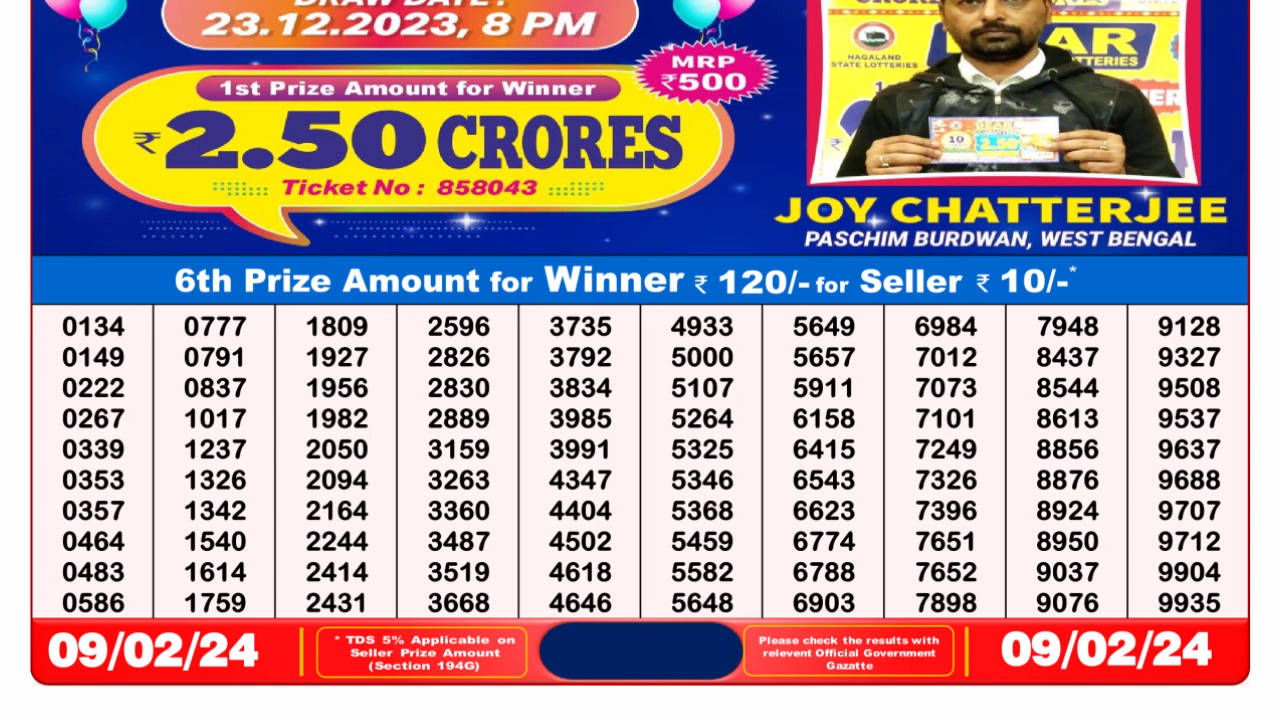 DRAW DATE :
23.12.2023, 8 PM
MRP
₹500
1st Prize Amount for Winner
₹2.50 CRORES
Ticket No : 858043
CRORE
NAGALAND
STATE LOTTERIES
JOY CHATTERJEE
PASCHIM BURDWAN, WEST BENGAL
6th Prize Amount for Winner ₹ 120/- for Seller ₹ 10/-*
0134 0777 1809 2596 3735 4933 5649 6984 7948 9128
0149 0791 1927 2826 3792 5000 5657 7012 8437 9327
0222 0837 1956 2830 3834 5107 5911 7073 8544 9508
0267 1017 1982 2889 3985 5264 6158 7101 8613 9537
0339 1237 2050 3159 3991 5325 6415 7249 8856 9637
0353 1326 2094 3263 4347 5346 6543 7326 8876 9688
0357 1342 2164 3360 4404 5368 6623 7396 8924 9707
0464 1540 2244 3487 4502 5459 6774 7651 8950 9712
0483 1614 2414 3519 4618 5582 6788 7652 9037 9904
0586 1759 2431 3668 4646 5648 6903 7898 9076 9935
09/02/24
* TDS 5% Applicable on
Seller Prize Amount
(Section 194G)
Please check the results with
relevent Official Government
Gazatte
09/02/24